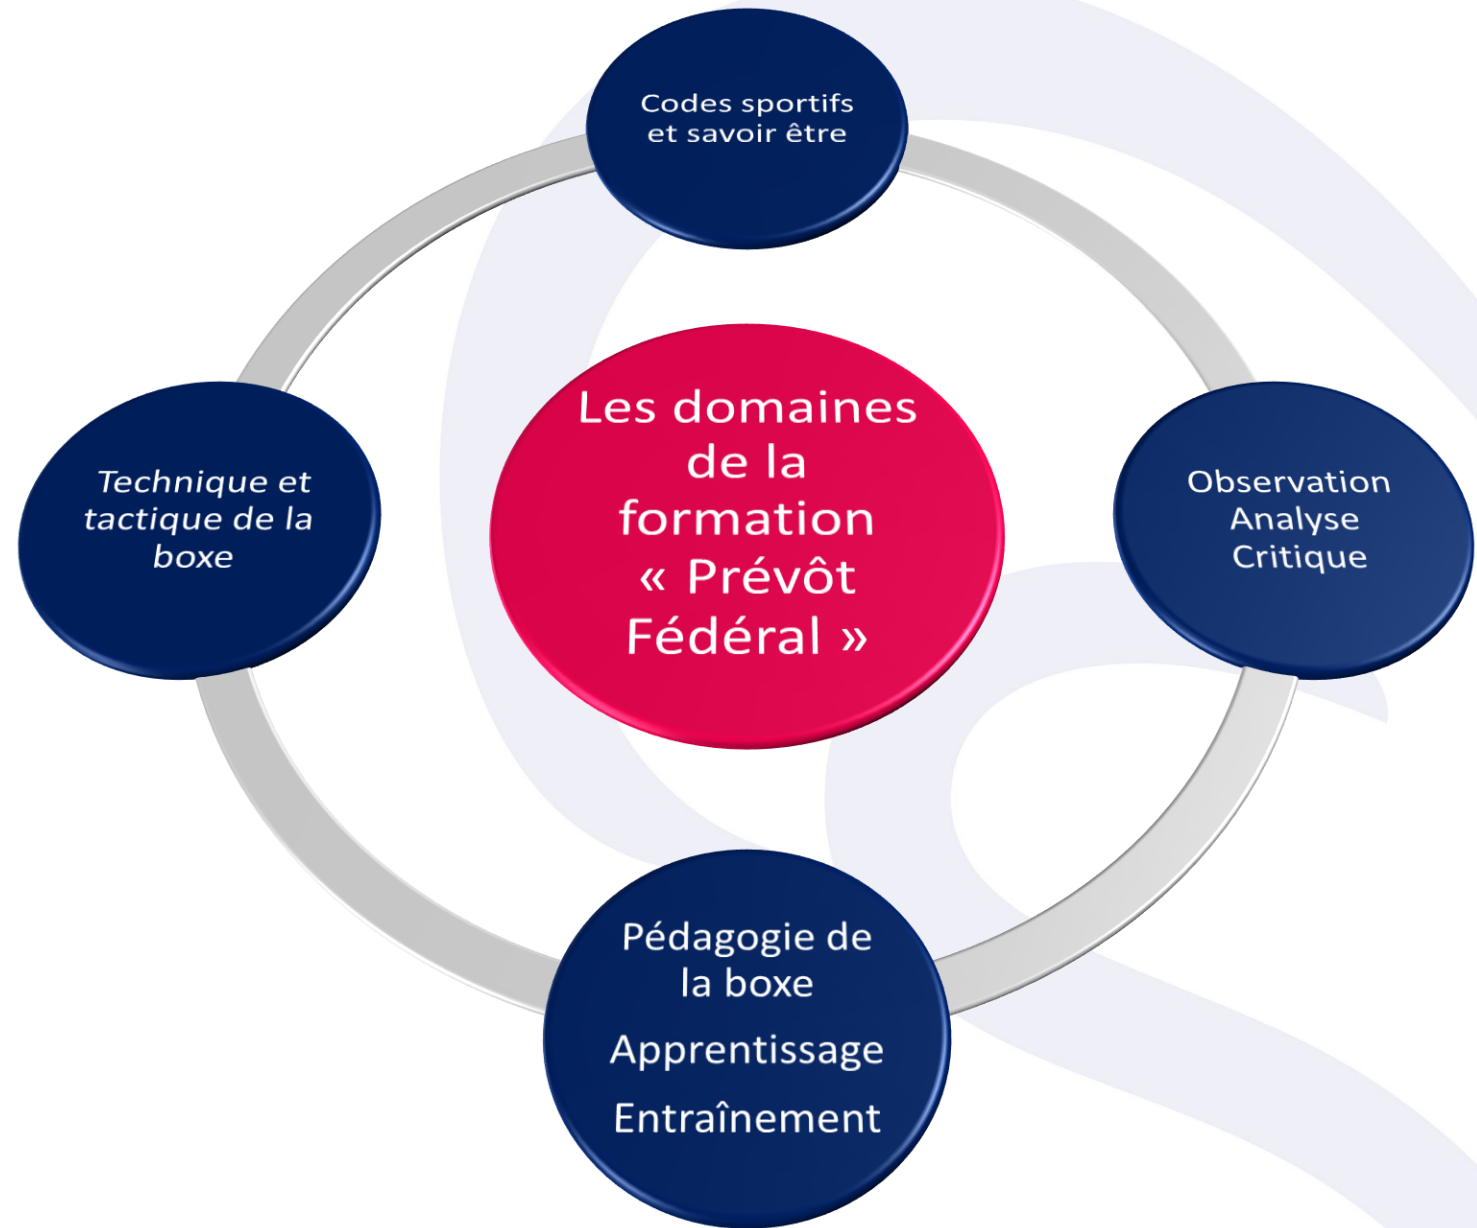 Codes sportifs
et savoir être
Les domaines
de la
formation
« Prévôt
Fédéral »
Technique et
tactique de la
boxe
Observation
Analyse
Critique
Pédagogie de
la boxe
Apprentissage
Entraînement